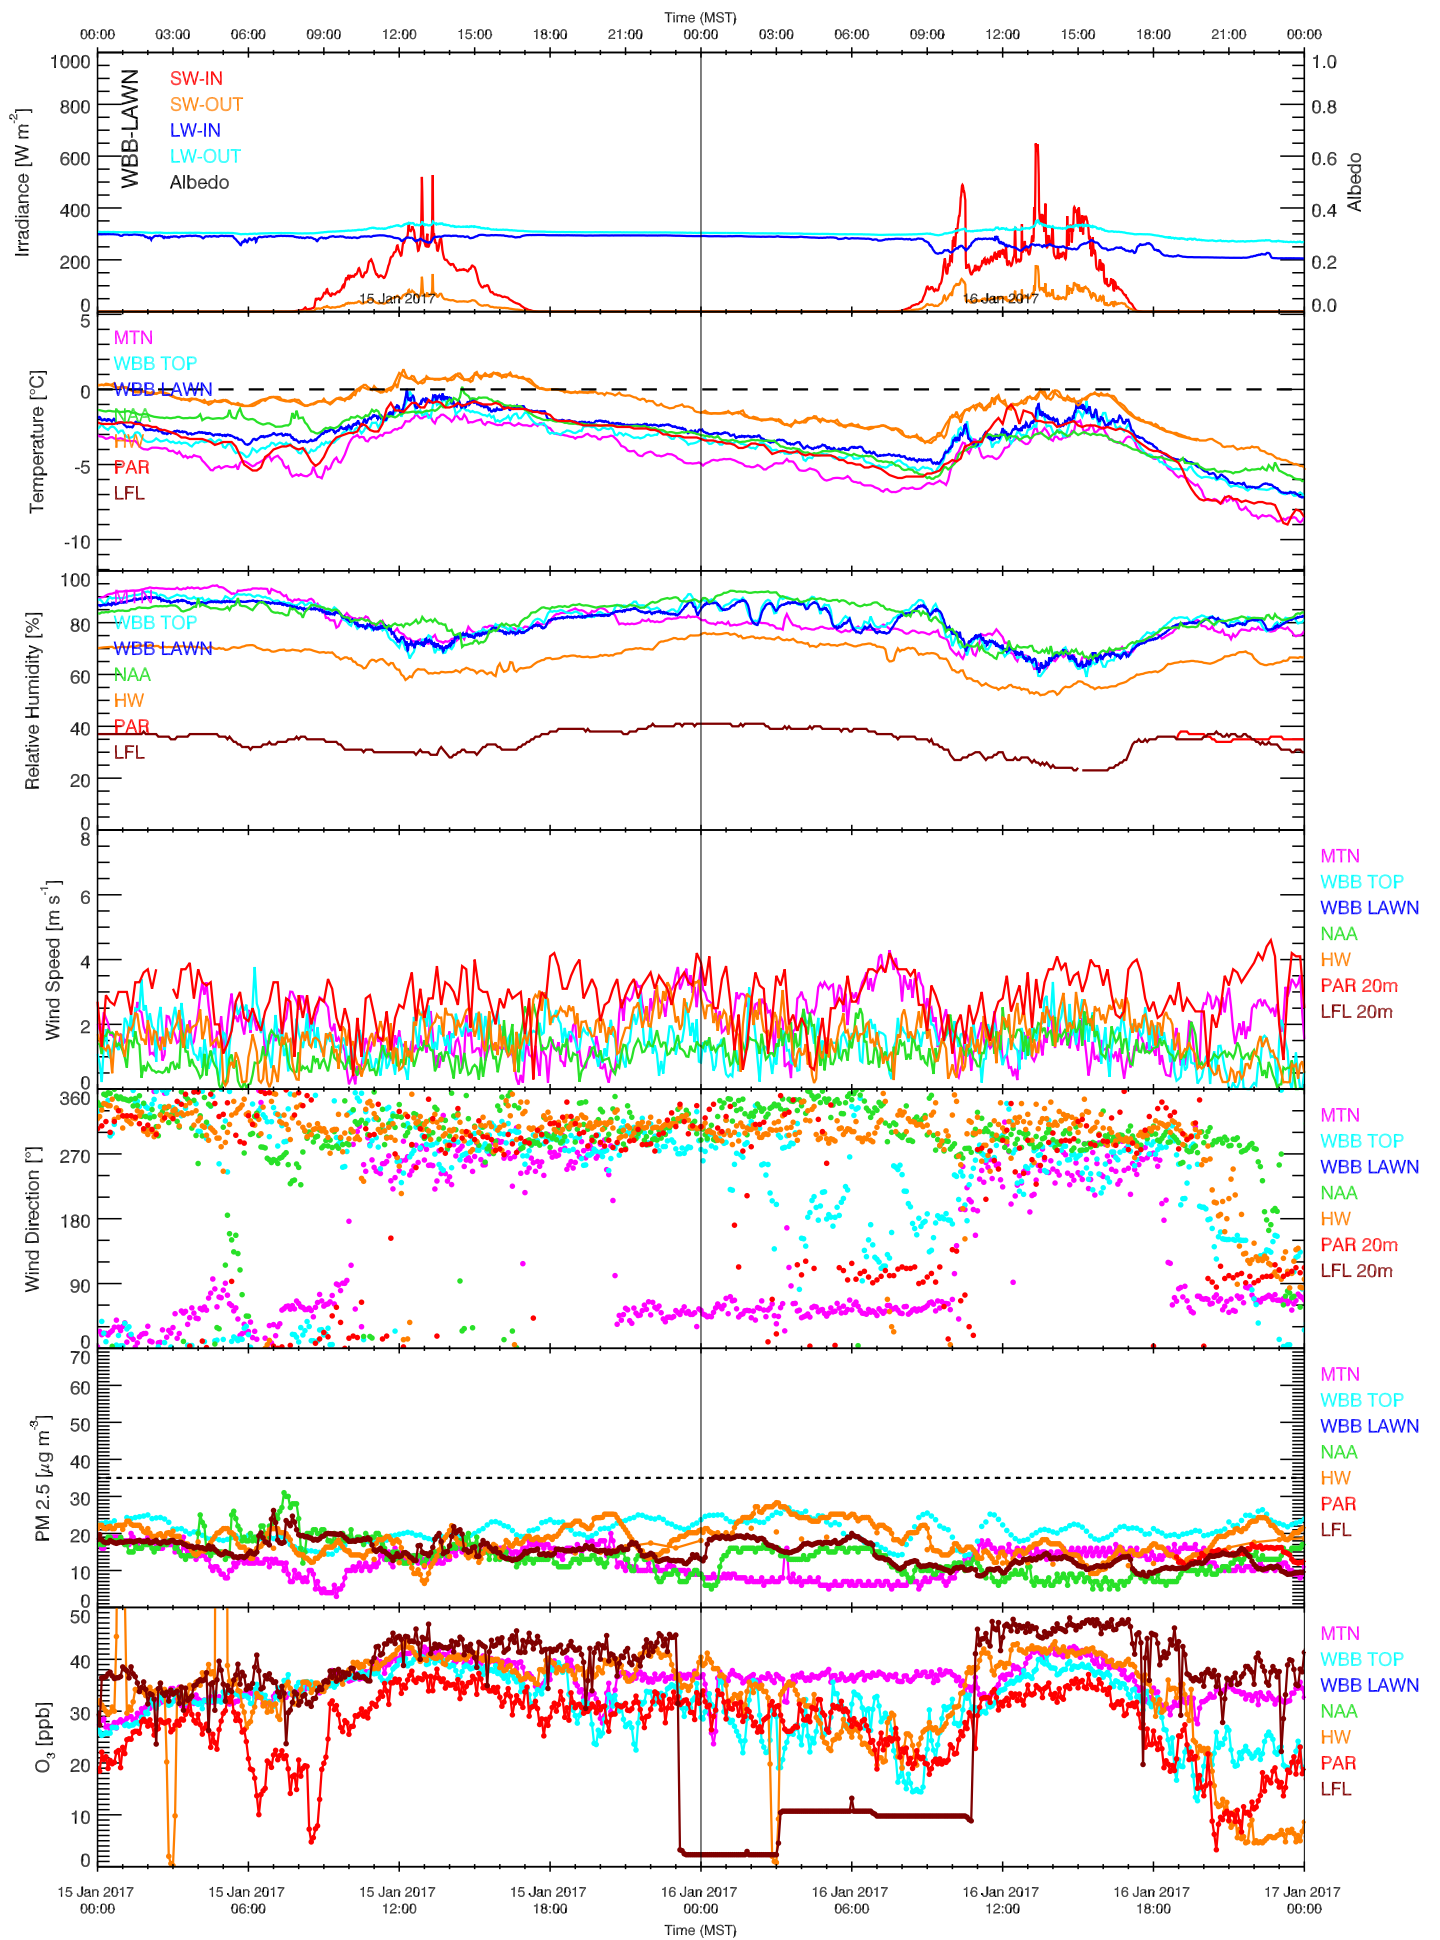 Time (MST)
00:00 03:00 06:00 09:00 12:00 15:00 18:00 21:00 00:00 03:00 06:00 09:00 12:00 15:00 18:00 21:00 00:00
Irradiance [W m-2]
1000
800
600
400
200
0
WBB-LAWN
SW-IN
SW-OUT
LW-IN
LW-OUT
Albedo
15 Jan 2017
16 Jan 2017
1.0
0.8
0.6
0.4
0.2
0.0
Albedo
Temperature [°C]
5
0
-5
-10
MTN
WBB TOP
WBB LAWN
NAA
HW
PAR
LFL
Relative Humidity [%]
100
80
60
40
20
0
MTN
WBB TOP
WBB LAWN
NAA
HW
PAR
LFL
Wind Speed [m s-1]
8
6
4
2
0
MTN
WBB TOP
WBB LAWN
NAA
HW
PAR 20m
LFL 20m
Wind Direction [°]
360
270
180
90
0
MTN
WBB TOP
WBB LAWN
NAA
HW
PAR 20m
LFL 20m
PM 2.5 [μg m-3]
70
60
50
40
30
20
10
0
MTN
WBB TOP
WBB LAWN
NAA
HW
PAR
LFL
O3 [ppb]
50
40
30
20
10
0
MTN
WBB TOP
WBB LAWN
NAA
HW
PAR
LFL
15 Jan 2017 15 Jan 2017 15 Jan 2017 15 Jan 2017 16 Jan 2017 16 Jan 2017 16 Jan 2017 16 Jan 2017 17 Jan 2017
00:00 06:00 12:00 18:00 00:00 06:00 12:00 18:00 00:00
Time (MST)